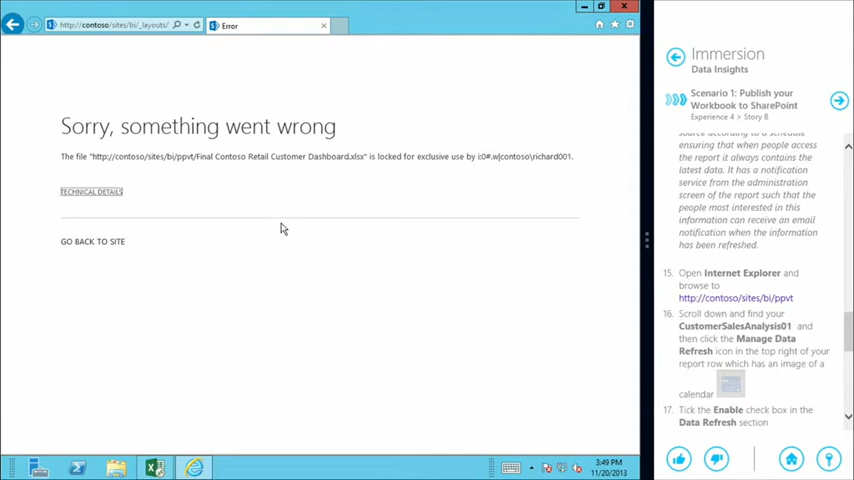 http://contoso/sites/bi/_layouts/
Error
Sorry, something went wrong
The file "http://contoso/sites/bi/ppvt/Final Contoso Retail Customer Dashboard.xlsx" is locked for exclusive use by i:0#.w|contoso\richard001.
TECHNICAL DETAILS
GO BACK TO SITE
3:49 PM
11/20/2013
Immersion
Data Insights
Scenario 1: Publish your
Workbook to SharePoint
Experience 4 > Story B
source according to a schedule
ensuring that when people access
the report it always contains the
latest data. It has a notification
service from the administration
screen of the report such that the
people most interested in this
information can receive an email
notification when the information
has been refreshed.
15. Open Internet Explorer and
browse to
http://contoso/sites/bi/ppvt
16. Scroll down and find your
CustomerSalesAnalysis01 and
then click the Manage Data
Refresh icon in the top right of your
report row which has an image of a
calendar
17. Tick the Enable check box in the
Data Refresh section